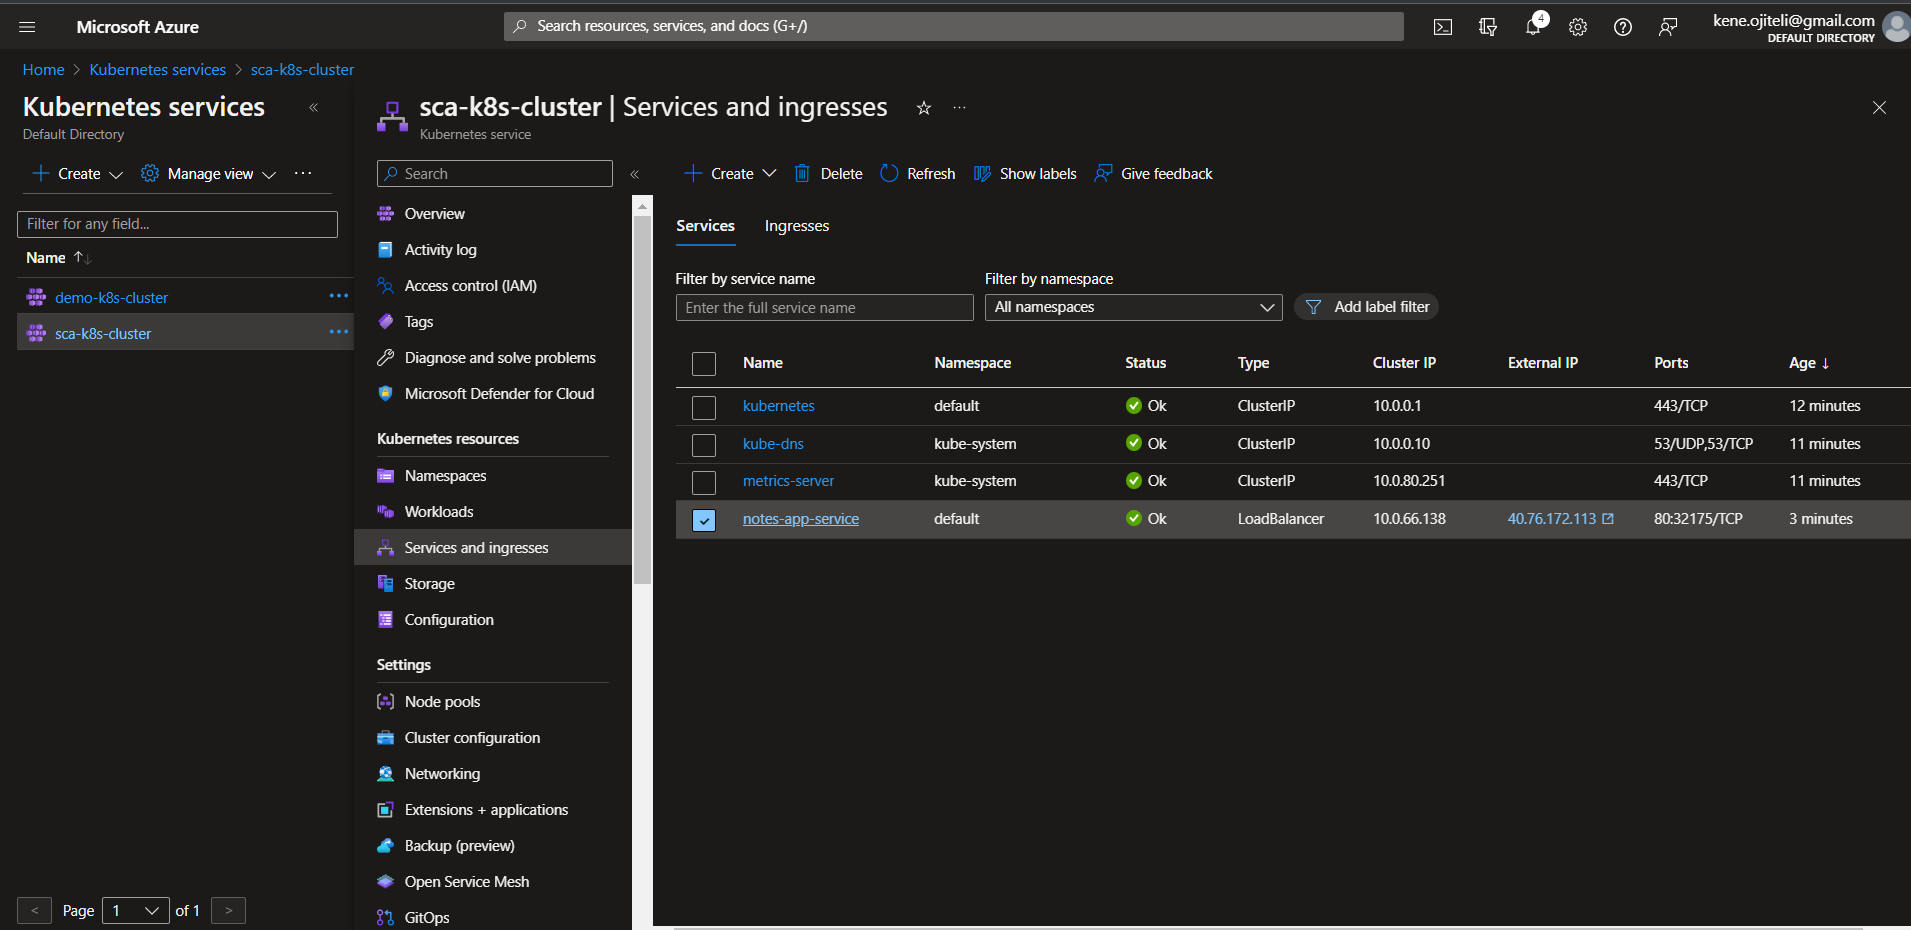 Microsoft Azure
Search resources, services, and docs (G+/)
4
kene.ojiteli@gmail.com
DEFAULT DIRECTORY
Home > Kubernetes services > sca-k8s-cluster
Kubernetes services
Default Directory
Create
Manage view
Filter for any field...
Name
demo-k8s-cluster
sca-k8s-cluster
< Page 1 of 1 >
sca-k8s-cluster | Services and ingresses
Kubernetes service
Search
Overview
Activity log
Access control (IAM)
Tags
Diagnose and solve problems
Microsoft Defender for Cloud
Kubernetes resources
Namespaces
Workloads
Services and ingresses
Storage
Configuration
Settings
Node pools
Cluster configuration
Networking
Extensions + applications
Backup (preview)
Open Service Mesh
GitOps
Create Delete Refresh Show labels Give feedback
Services Ingresses
Filter by service name Filter by namespace
Enter the full service name All namespaces Add label filter
Name Namespace Status Type Cluster IP External IP Ports Age ↓
kubernetes default Ok ClusterIP 10.0.0.1 443/TCP 12 minutes
kube-dns kube-system Ok ClusterIP 10.0.0.10 53/UDP,53/TCP 11 minutes
metrics-server kube-system Ok ClusterIP 10.0.80.251 443/TCP 11 minutes
notes-app-service default Ok LoadBalancer 10.0.66.138 40.76.172.113 80:32175/TCP 3 minutes